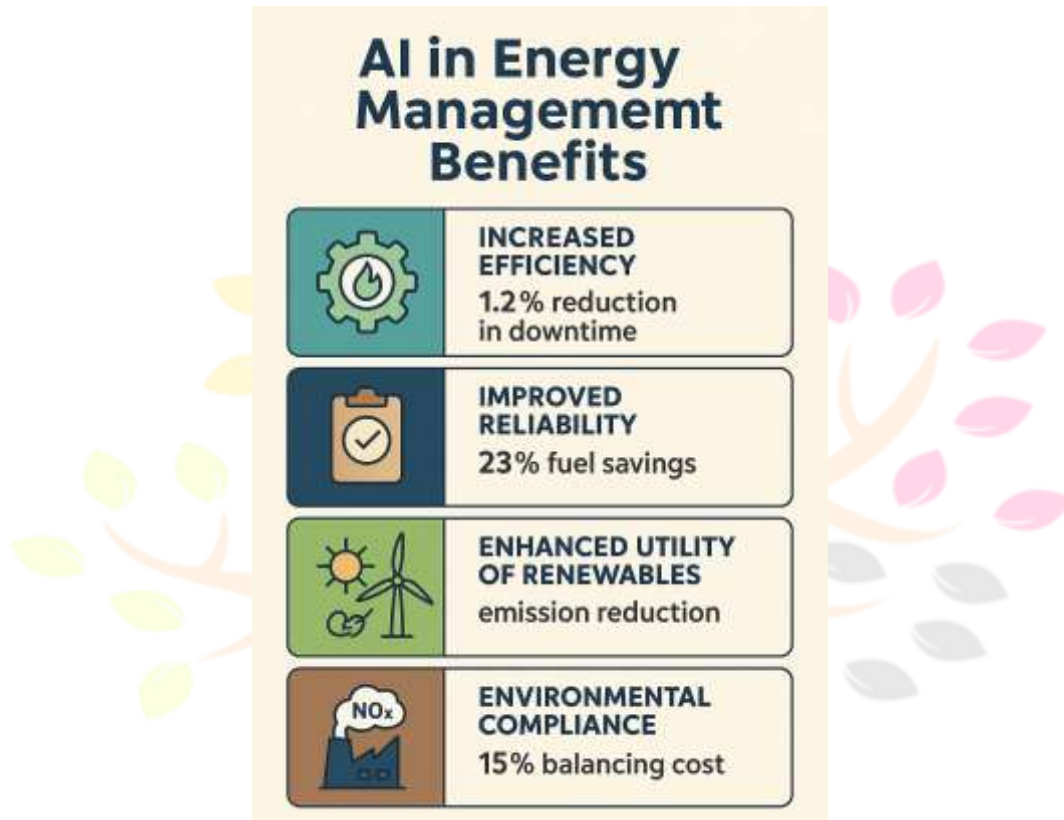 AI in Energy
Managememt
Benefits
INCREASED
EFFICIENCY
1.2% reduction
in downtime
IMPROVED
RELIABILITY
23% fuel savings
ENHANCED UTILITY
OF RENEWABLES
emission reduction
NOx
ENVIRONMENTAL
COMPLIANCE
15% balancing cost